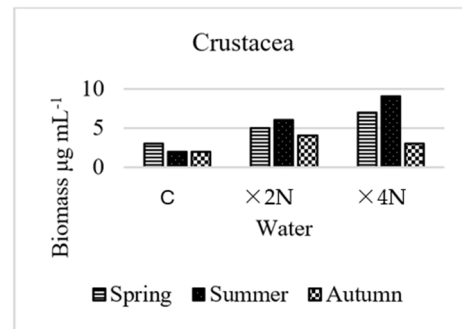 Crustacea
Biomass µg mL⁻¹
10
5
0
C ×2N ×4N
Water
Spring Summer Autumn